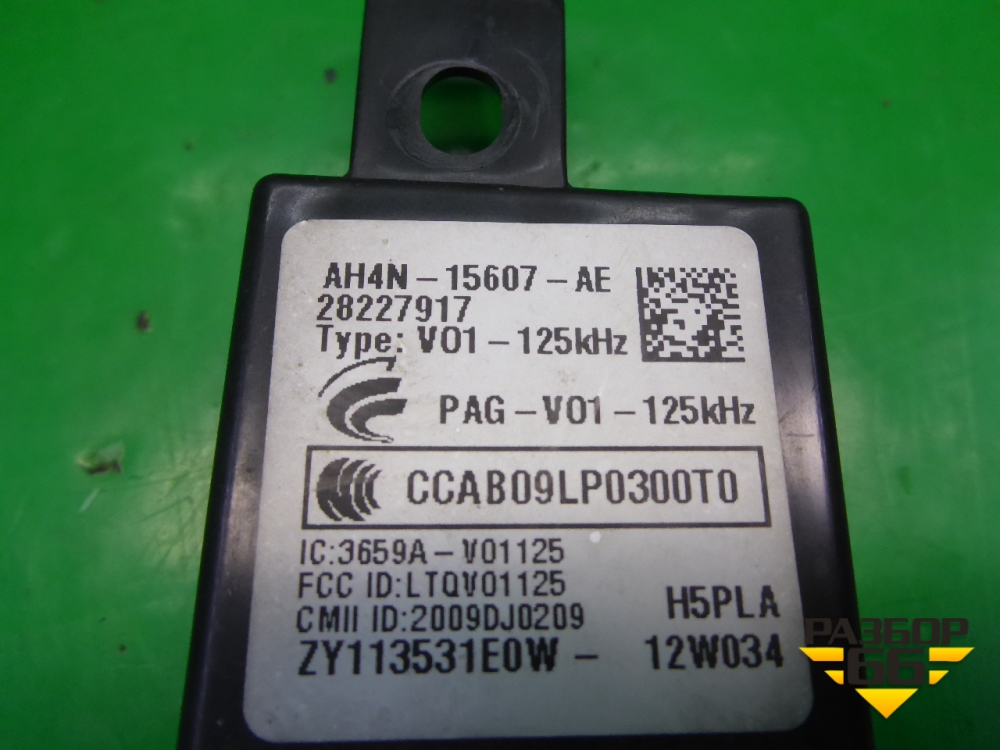 AH4N-15607-AE
28227917
Type: V01-125kHz
PAG-V01-125kHz
CCAB09LP0300T0
IC:3659A-V01125
FCC ID:LTQV01125
CMII ID:2009DJ0209
H5PLA
ZY113531E0W- 12W034
РАЗБОР
66